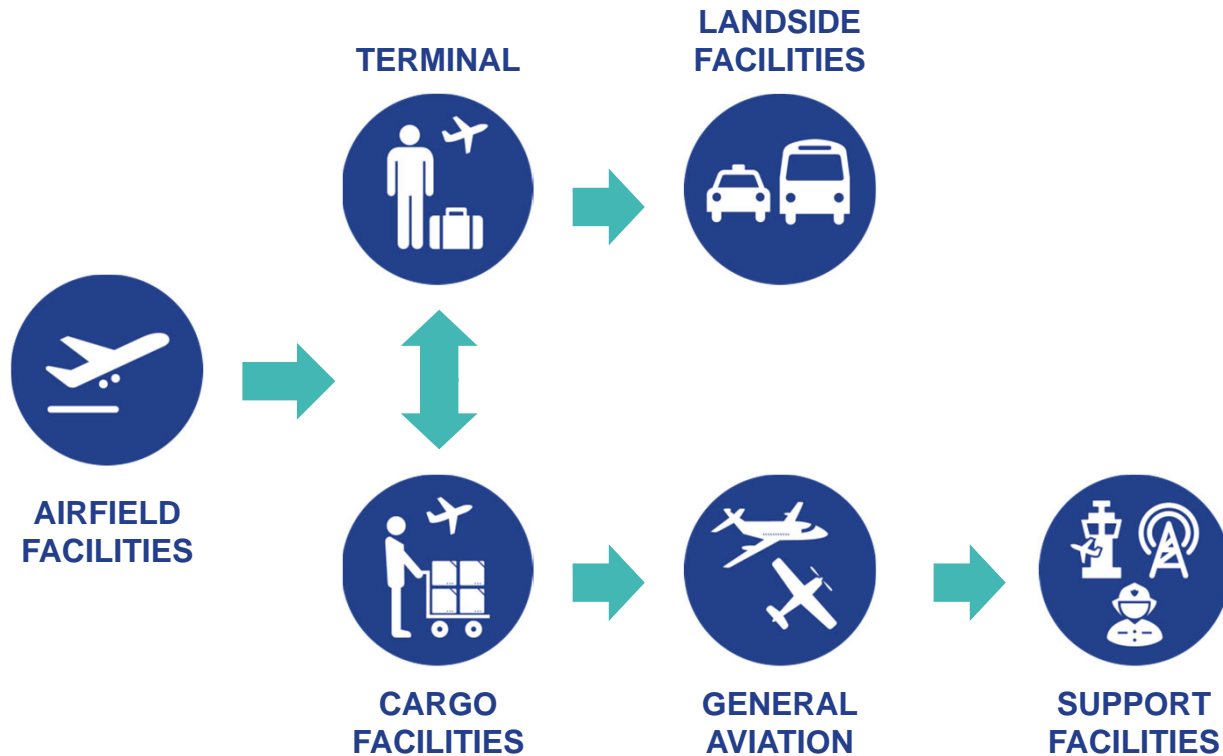 TERMINAL
LANDSIDE
FACILITIES
AIRFIELD
FACILITIES
CARGO
FACILITIES
GENERAL
AVIATION
SUPPORT
FACILITIES